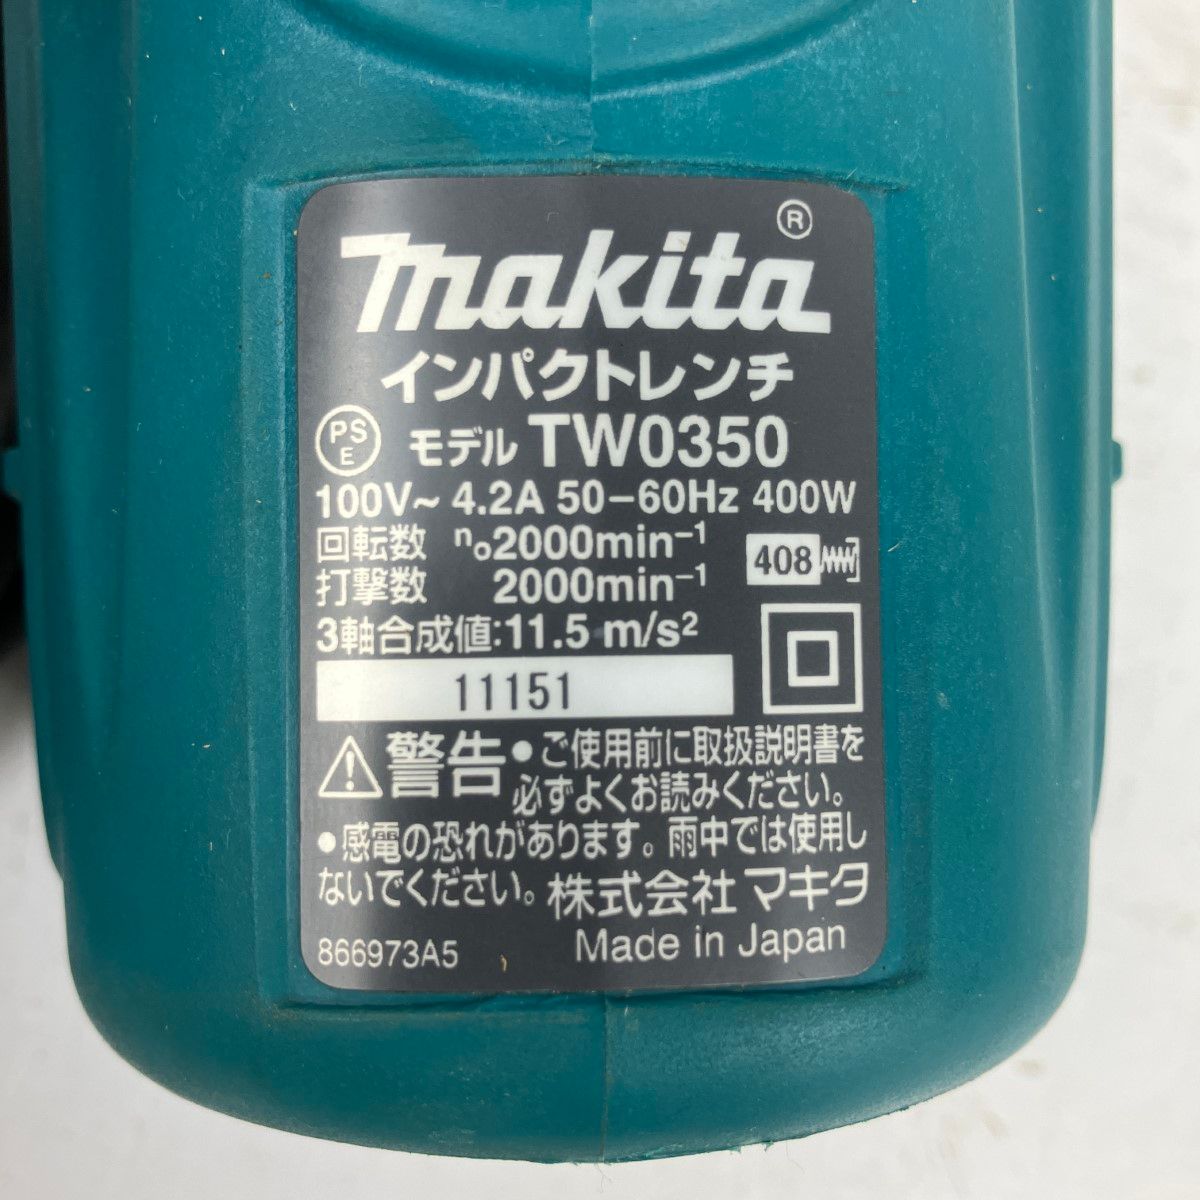 makita ®
インパクトレンチ
PS E モデル TW0350
100V~ 4.2A 50-60Hz 400W
回転数 n₀2000min⁻¹
打撃数 2000min⁻¹
408
3軸合成値:11.5 m/s²
11151
警告 •ご使用前に取扱説明書を
必ずよくお読みください。
•感電の恐れがあります。雨中では使用し
ないでください。株式会社マキタ
866973A5 Made in Japan